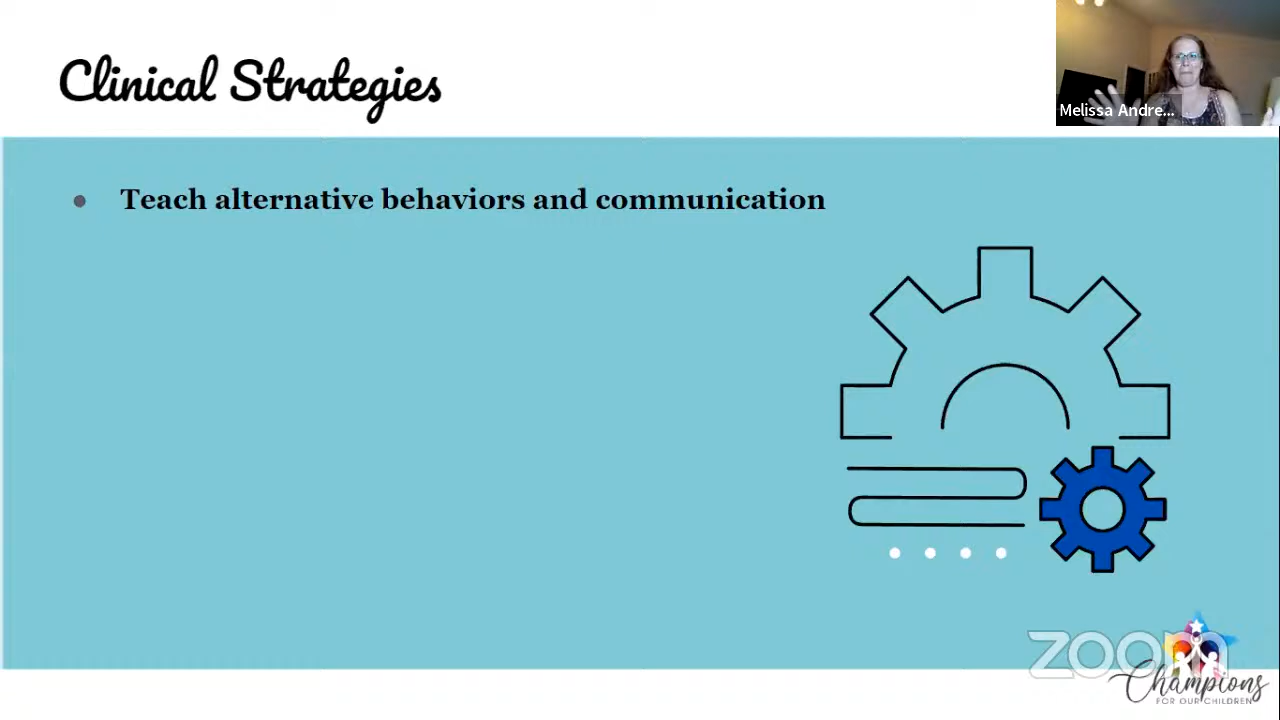 Clinical Strategies
Melissa Andre...
Teach alternative behaviors and communication
zoom
Champions
FOR OUR CHILDREN